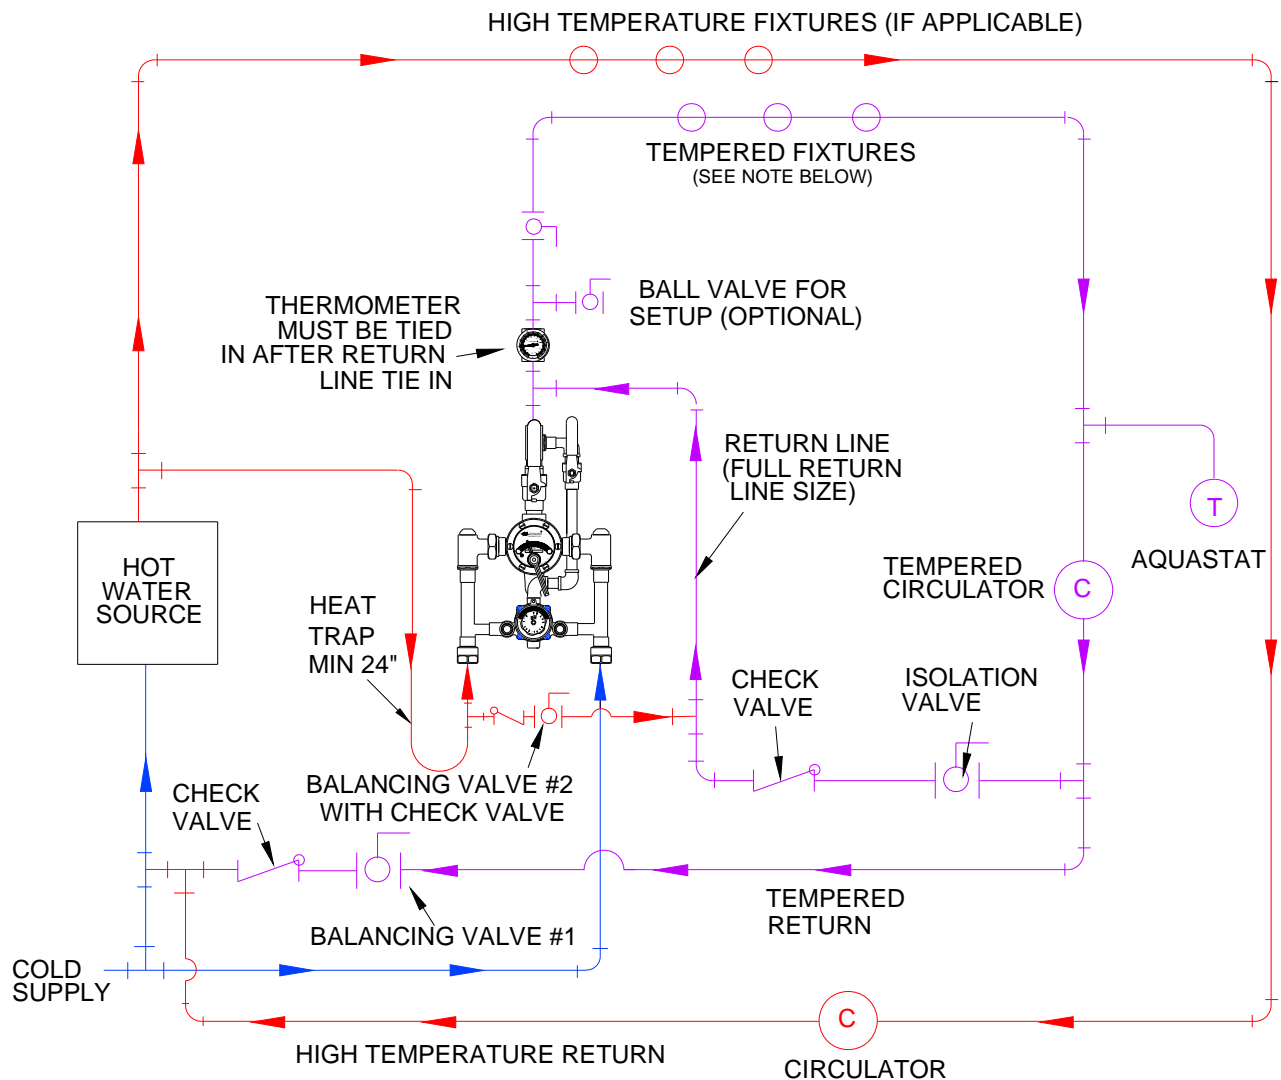 HIGH TEMPERATURE FIXTURES (IF APPLICABLE)
TEMPERED FIXTURES
(SEE NOTE BELOW)
BALL VALVE FOR
SETUP (OPTIONAL)
THERMOMETER
MUST BE TIED
IN AFTER RETURN
LINE TIE IN
RETURN LINE
(FULL RETURN
LINE SIZE)
T
AQUASTAT
HOT
WATER
SOURCE
HEAT
TRAP
MIN 24"
TEMPERED
CIRCULATOR
C
CHECK
VALVE
ISOLATION
VALVE
BALANCING VALVE #2
WITH CHECK VALVE
CHECK
VALVE
BALANCING VALVE #1
TEMPERED
RETURN
COLD
SUPPLY
C
HIGH TEMPERATURE RETURN
CIRCULATOR